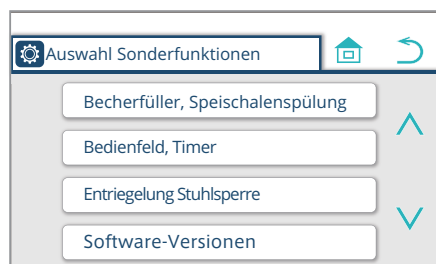 Auswahl Sonderfunktionen
Becherfüller, Speischalenspülung
Bedienfeld, Timer
Entriegelung Stuhlsperre
Software-Versionen